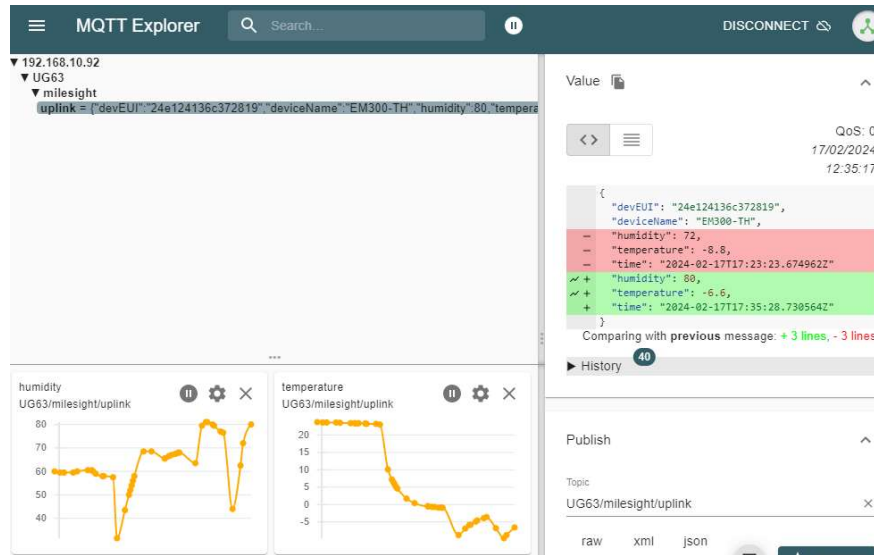 MQTT Explorer
Search...
DISCONNECT
▼ 192.168.10.92
▼ UG63
▼ milesight
uplink = {"devEUI":"24e124136c372819","deviceName":"EM300-TH","humidity":80,"tempera
Value
QoS: 0
17/02/2024
12:35:17
{
"devEUI": "24e124136c372819",
"deviceName": "EM300-TH",
- "humidity": 72,
- "temperature": -8.8,
- "time": "2024-02-17T17:23:23.674962Z"
+ "humidity": 80,
+ "temperature": -6.6,
+ "time": "2024-02-17T17:35:28.730564Z"
}
Comparing with previous message: + 3 lines, - 3 lines
▶ History 40
humidity
UG63/milesight/uplink
80
70
60
50
40
temperature
UG63/milesight/uplink
20
15
10
5
0
-5
Publish
Topic
UG63/milesight/uplink
raw xml json